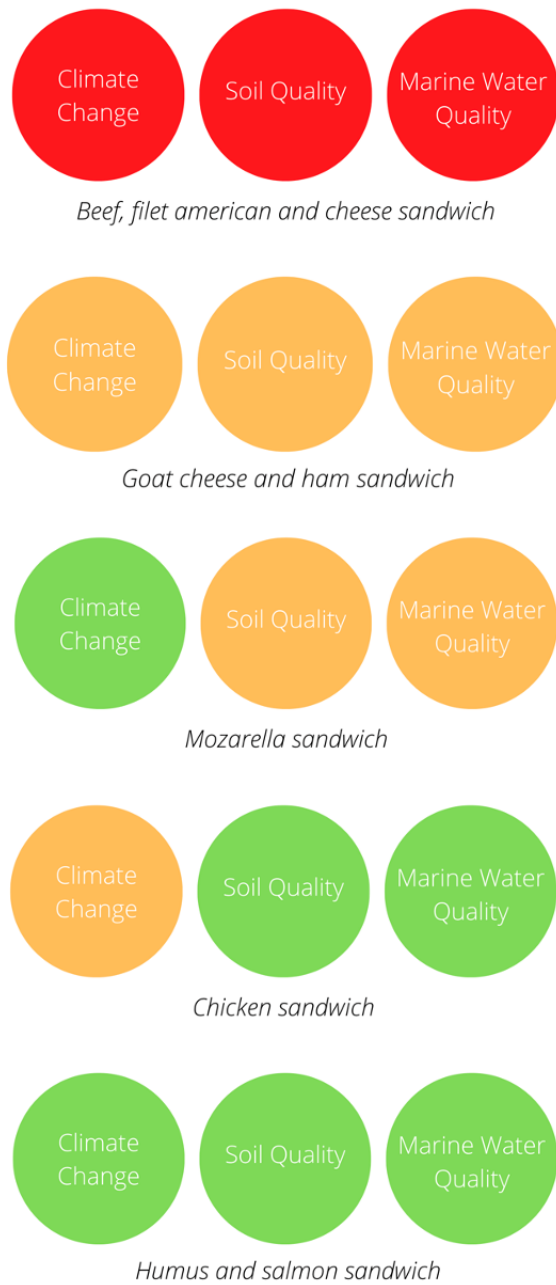 Climate
Change
Soil Quality
Marine Water
Quality
Beef, filet american and cheese sandwich
Climate
Change
Soil Quality
Marine Water
Quality
Goat cheese and ham sandwich
Climate
Change
Soil Quality
Marine Water
Quality
Mozarella sandwich
Climate
Change
Soil Quality
Marine Water
Quality
Chicken sandwich
Climate
Change
Soil Quality
Marine Water
Quality
Humus and salmon sandwich